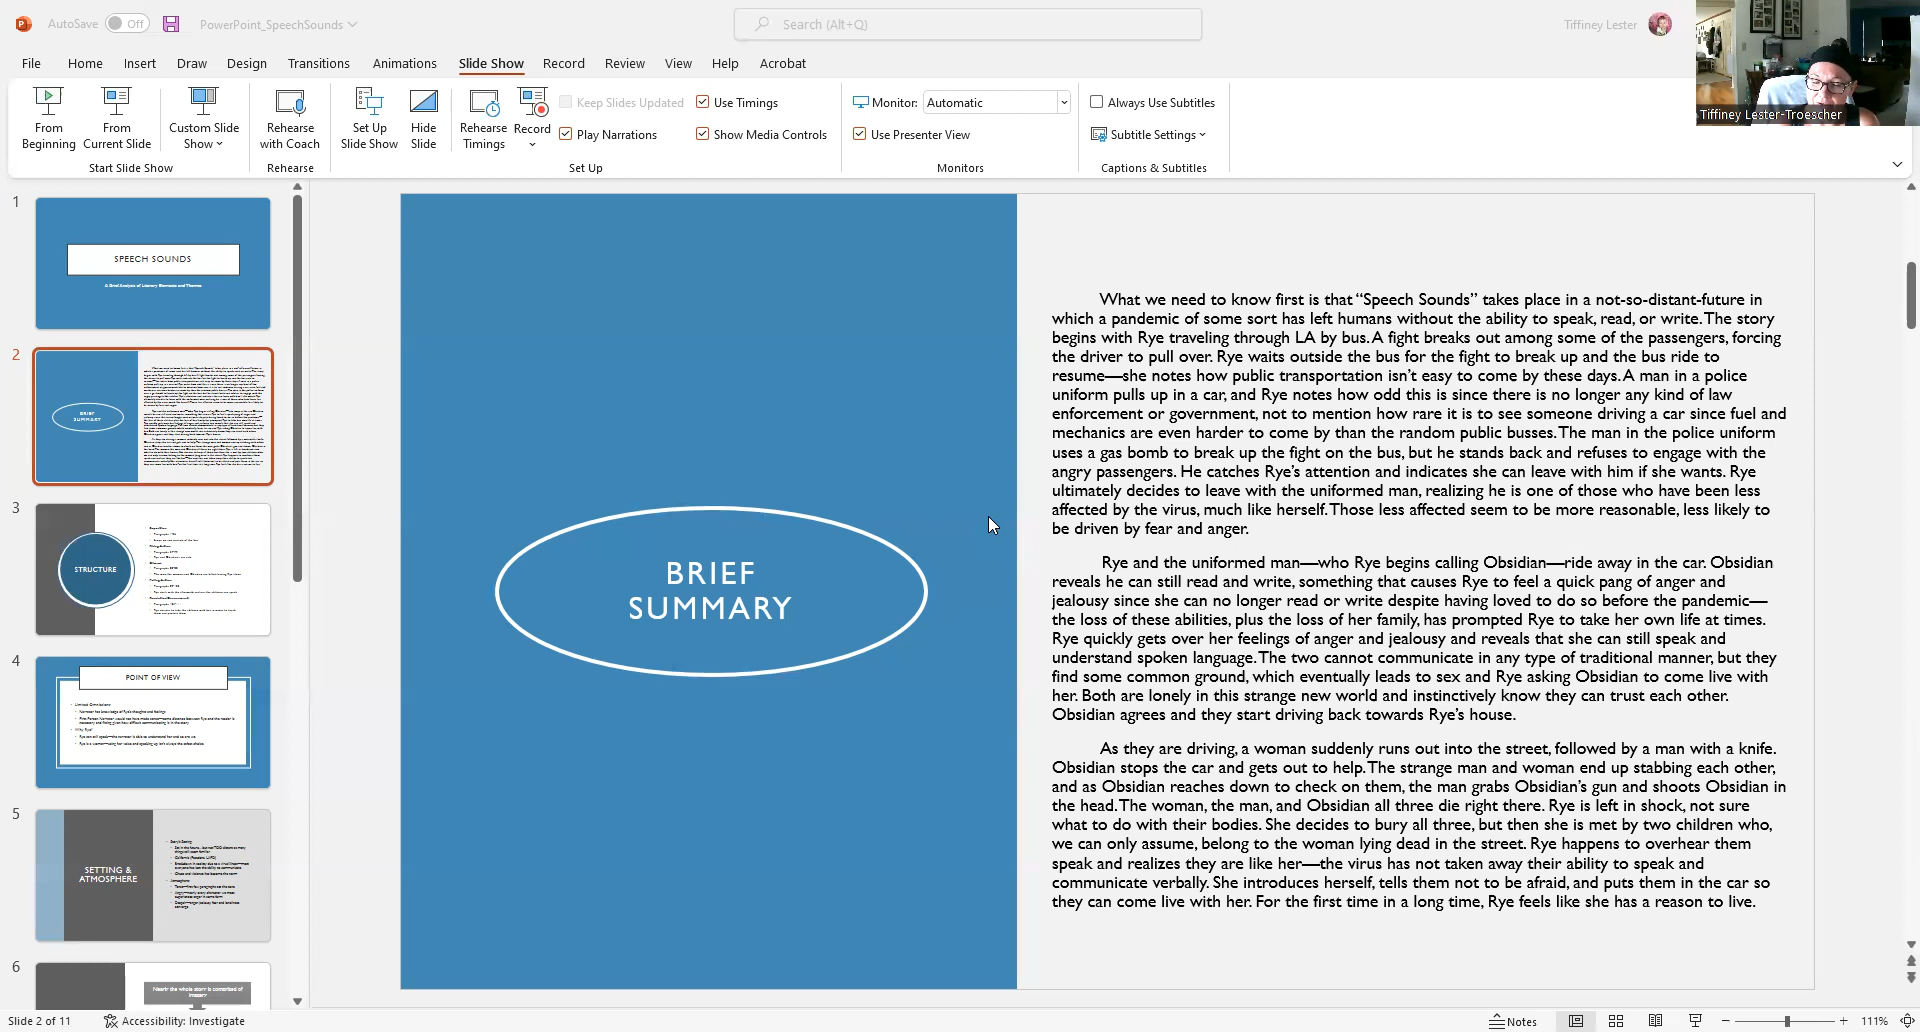 AutoSave Off PowerPoint_SpeechSounds Search (Alt+Q) Tiffiney Lester
File Home Insert Draw Design Transitions Animations Slide Show Record Review View Help Acrobat
Tiffiney Lester-Troescher
From Beginning
From Current Slide
Custom Slide Show
Start Slide Show
Rehearse with Coach
Rehearse
Set Up Slide Show
Hide Slide
Rehearse Timings
Record
Keep Slides Updated
Play Narrations
Use Timings
Show Media Controls
Set Up
Monitor: Automatic
Use Presenter View
Monitors
Always Use Subtitles
Subtitle Settings
Captions & Subtitles
1
SPEECH SOUNDS
A Brief Analysis of Literary Elements and Themes
2
BRIEF
SUMMARY
3
STRUCTURE
4
POINT OF VIEW
5
SETTING &
ATMOSPHERE
6
Nearly the whole story is comprised of
imagery
BRIEF
SUMMARY
What we need to know first is that “Speech Sounds” takes place in a not-so-distant-future in
which a pandemic of some sort has left humans without the ability to speak, read, or write. The story
begins with Rye traveling through LA by bus. A fight breaks out among some of the passengers, forcing
the driver to pull over. Rye waits outside the bus for the fight to break up and the bus ride to
resume—she notes how public transportation isn’t easy to come by these days. A man in a police
uniform pulls up in a car, and Rye notes how odd this is since there is no longer any kind of law
enforcement or government, not to mention how rare it is to see someone driving a car since fuel and
mechanics are even harder to come by than the random public busses. The man in the police uniform
uses a gas bomb to break up the fight on the bus, but he stands back and refuses to engage with the
angry passengers. He catches Rye’s attention and indicates she can leave with him if she wants. Rye
ultimately decides to leave with the uniformed man, realizing he is one of those who have been less
affected by the virus, much like herself. Those less affected seem to be more reasonable, less likely to
be driven by fear and anger.
Rye and the uniformed man—who Rye begins calling Obsidian—ride away in the car. Obsidian
reveals he can still read and write, something that causes Rye to feel a quick pang of anger and
jealousy since she can no longer read or write despite having loved to do so before the pandemic—
the loss of these abilities, plus the loss of her family, has prompted Rye to take her own life at times.
Rye quickly gets over her feelings of anger and jealousy and reveals that she can still speak and
understand spoken language. The two cannot communicate in any type of traditional manner, but they
find some common ground, which eventually leads to sex and Rye asking Obsidian to come live with
her. Both are lonely in this strange new world and instinctively know they can trust each other.
Obsidian agrees and they start driving back towards Rye’s house.
As they are driving, a woman suddenly runs out into the street, followed by a man with a knife.
Obsidian stops the car and gets out to help. The strange man and woman end up stabbing each other,
and as Obsidian reaches down to check on them, the man grabs Obsidian’s gun and shoots Obsidian in
the head. The woman, the man, and Obsidian all three die right there. Rye is left in shock, not sure
what to do with their bodies. She decides to bury all three, but then she is met by two children who,
we can only assume, belong to the woman lying dead in the street. Rye happens to overhear them
speak and realizes they are like her—the virus has not taken away their ability to speak and
communicate verbally. She introduces herself, tells them not to be afraid, and puts them in the car so
they can come live with her. For the first time in a long time, Rye feels like she has a reason to live.
Slide 2 of 11 Accessibility: Investigate Notes 111%